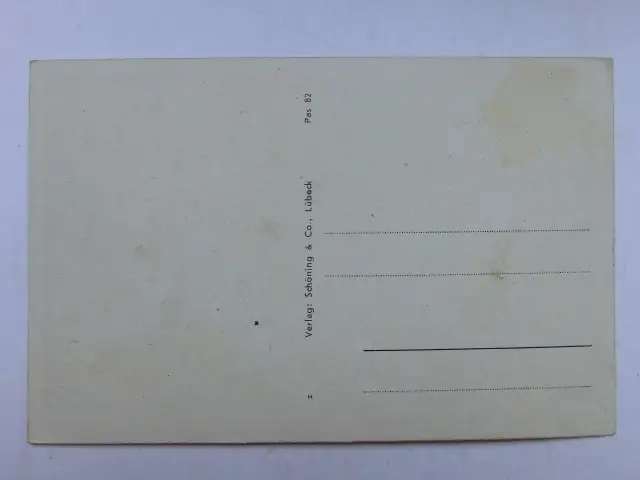 Verlag: Schöning & Co., Lübeck
Pas 82
z